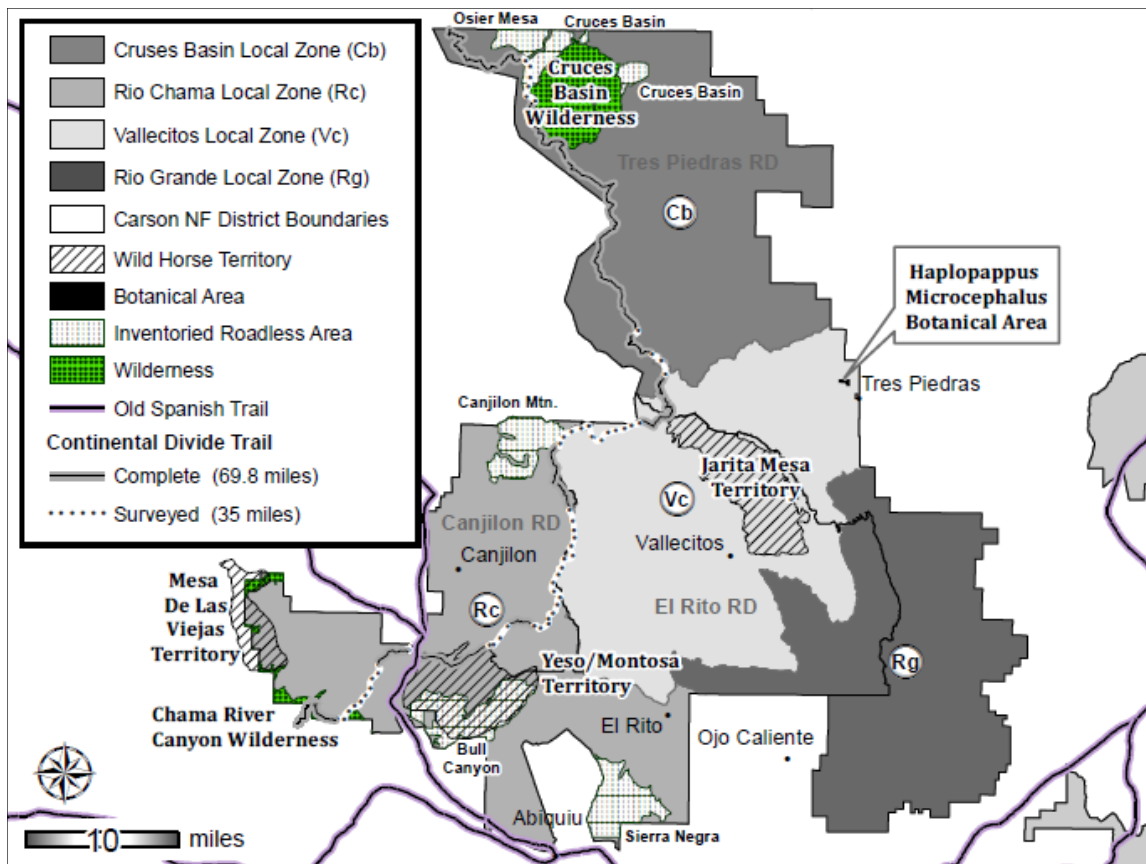 Cruses Basin Local Zone (Cb)
Rio Chama Local Zone (Rc)
Vallecitos Local Zone (Vc)
Rio Grande Local Zone (Rg)
Carson NF District Boundaries
Wild Horse Territory
Botanical Area
Inventoried Roadless Area
Wilderness
Old Spanish Trail
Continental Divide Trail
Complete (69.8 miles)
Surveyed (35 miles)
Osier Mesa
Cruces Basin
Cruces
Basin
Wilderness
Cruces Basin
Tres Piedras RD
Cb
Haplopappus
Microcephalus
Botanical Area
Tres Piedras
Canjilon Mtn.
Jarita Mesa
Territory
Vc
Canjilon RD
Canjilon
Vallecitos
Mesa
De Las
Viejas
Territory
Rc
El Rito RD
Yeso/Montosa
Territory
Rg
Chama River
Canyon Wilderness
El Rito
Ojo Caliente
Bull
Canyon
Abiquiu
Sierra Negra
10 miles